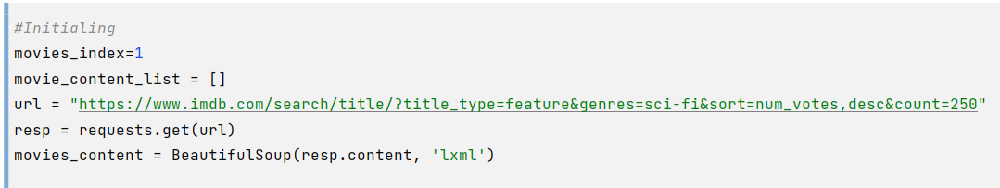 #Initialing
movies_index=1
movie_content_list = []
url = "https://www.imdb.com/search/title/?title_type=feature&genres=sci-fi&sort=num_votes,desc&count=250"
resp = requests.get(url)
movies_content = BeautifulSoup(resp.content, 'lxml')